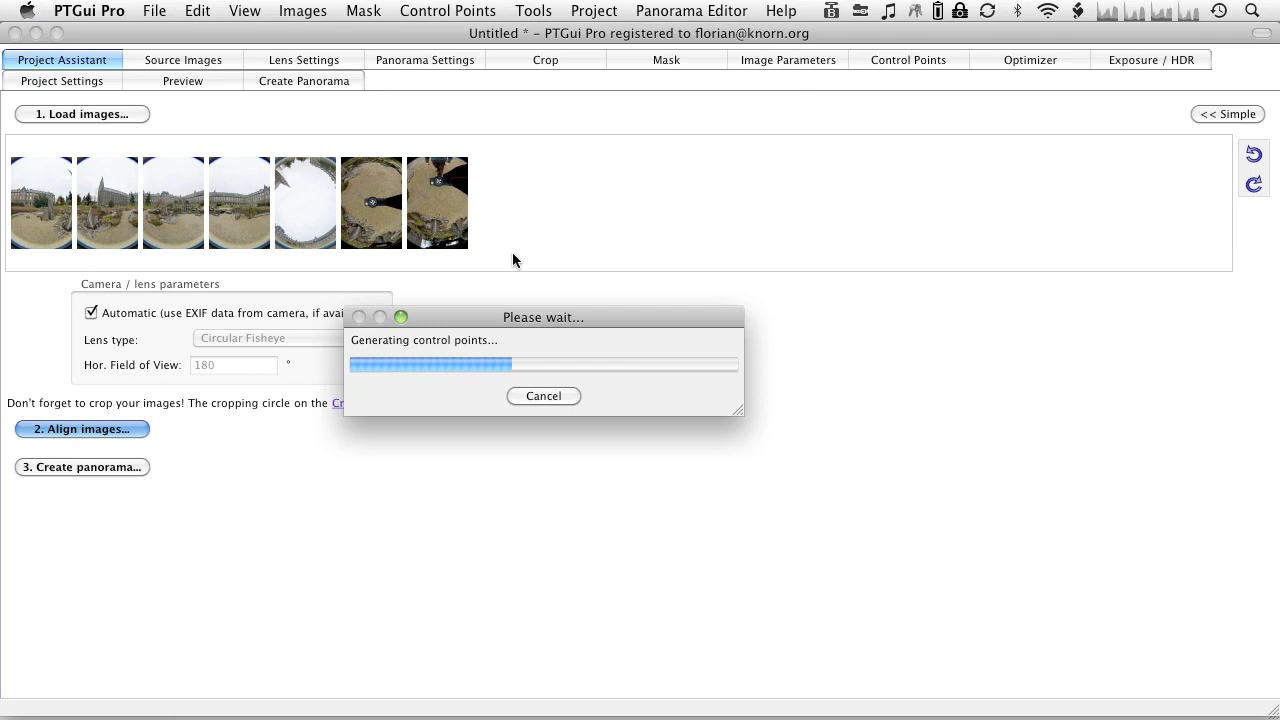 PTGui Pro File Edit View Images Mask Control Points Tools Project Panorama Editor Help
Untitled * – PTGui Pro registered to florian@knorn.org
Project Assistant Source Images Lens Settings Panorama Settings Crop Mask Image Parameters Control Points Optimizer Exposure / HDR
Project Settings Preview Create Panorama
1. Load images... << Simple
Camera / lens parameters
Automatic (use EXIF data from camera, if avai
Please wait...
Lens type: Circular Fisheye
Generating control points...
Hor. Field of View: 180 °
Cancel
Don't forget to crop your images! The cropping circle on the Cr
2. Align images...
3. Create panorama...